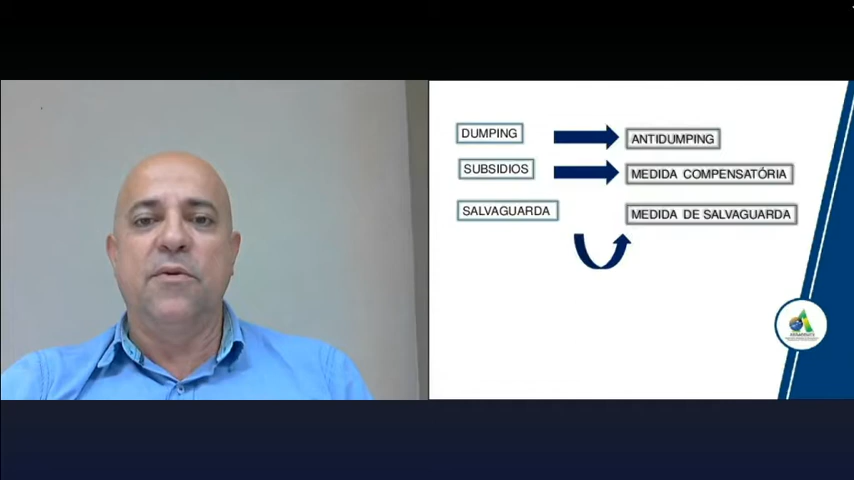 DUMPING
ANTIDUMPING
SUBSIDIOS
MEDIDA COMPENSATÓRIA
SALVAGUARDA
MEDIDA DE SALVAGUARDA